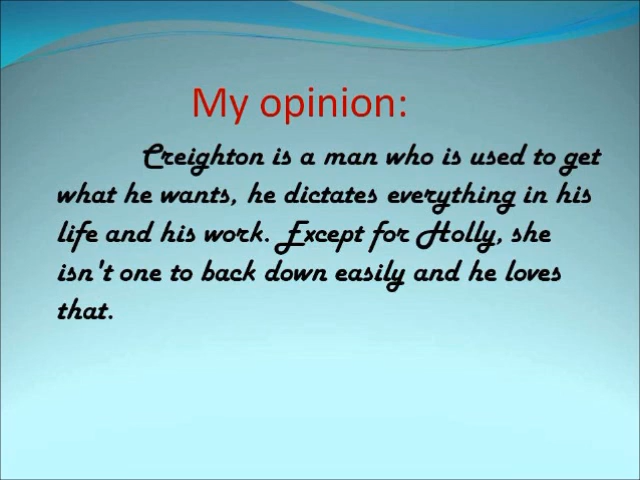 My opinion:
Creighton is a man who is used to get
what he wants, he dictates everything in his
life and his work. Except for Holly, she
isn't one to back down easily and he loves
that.